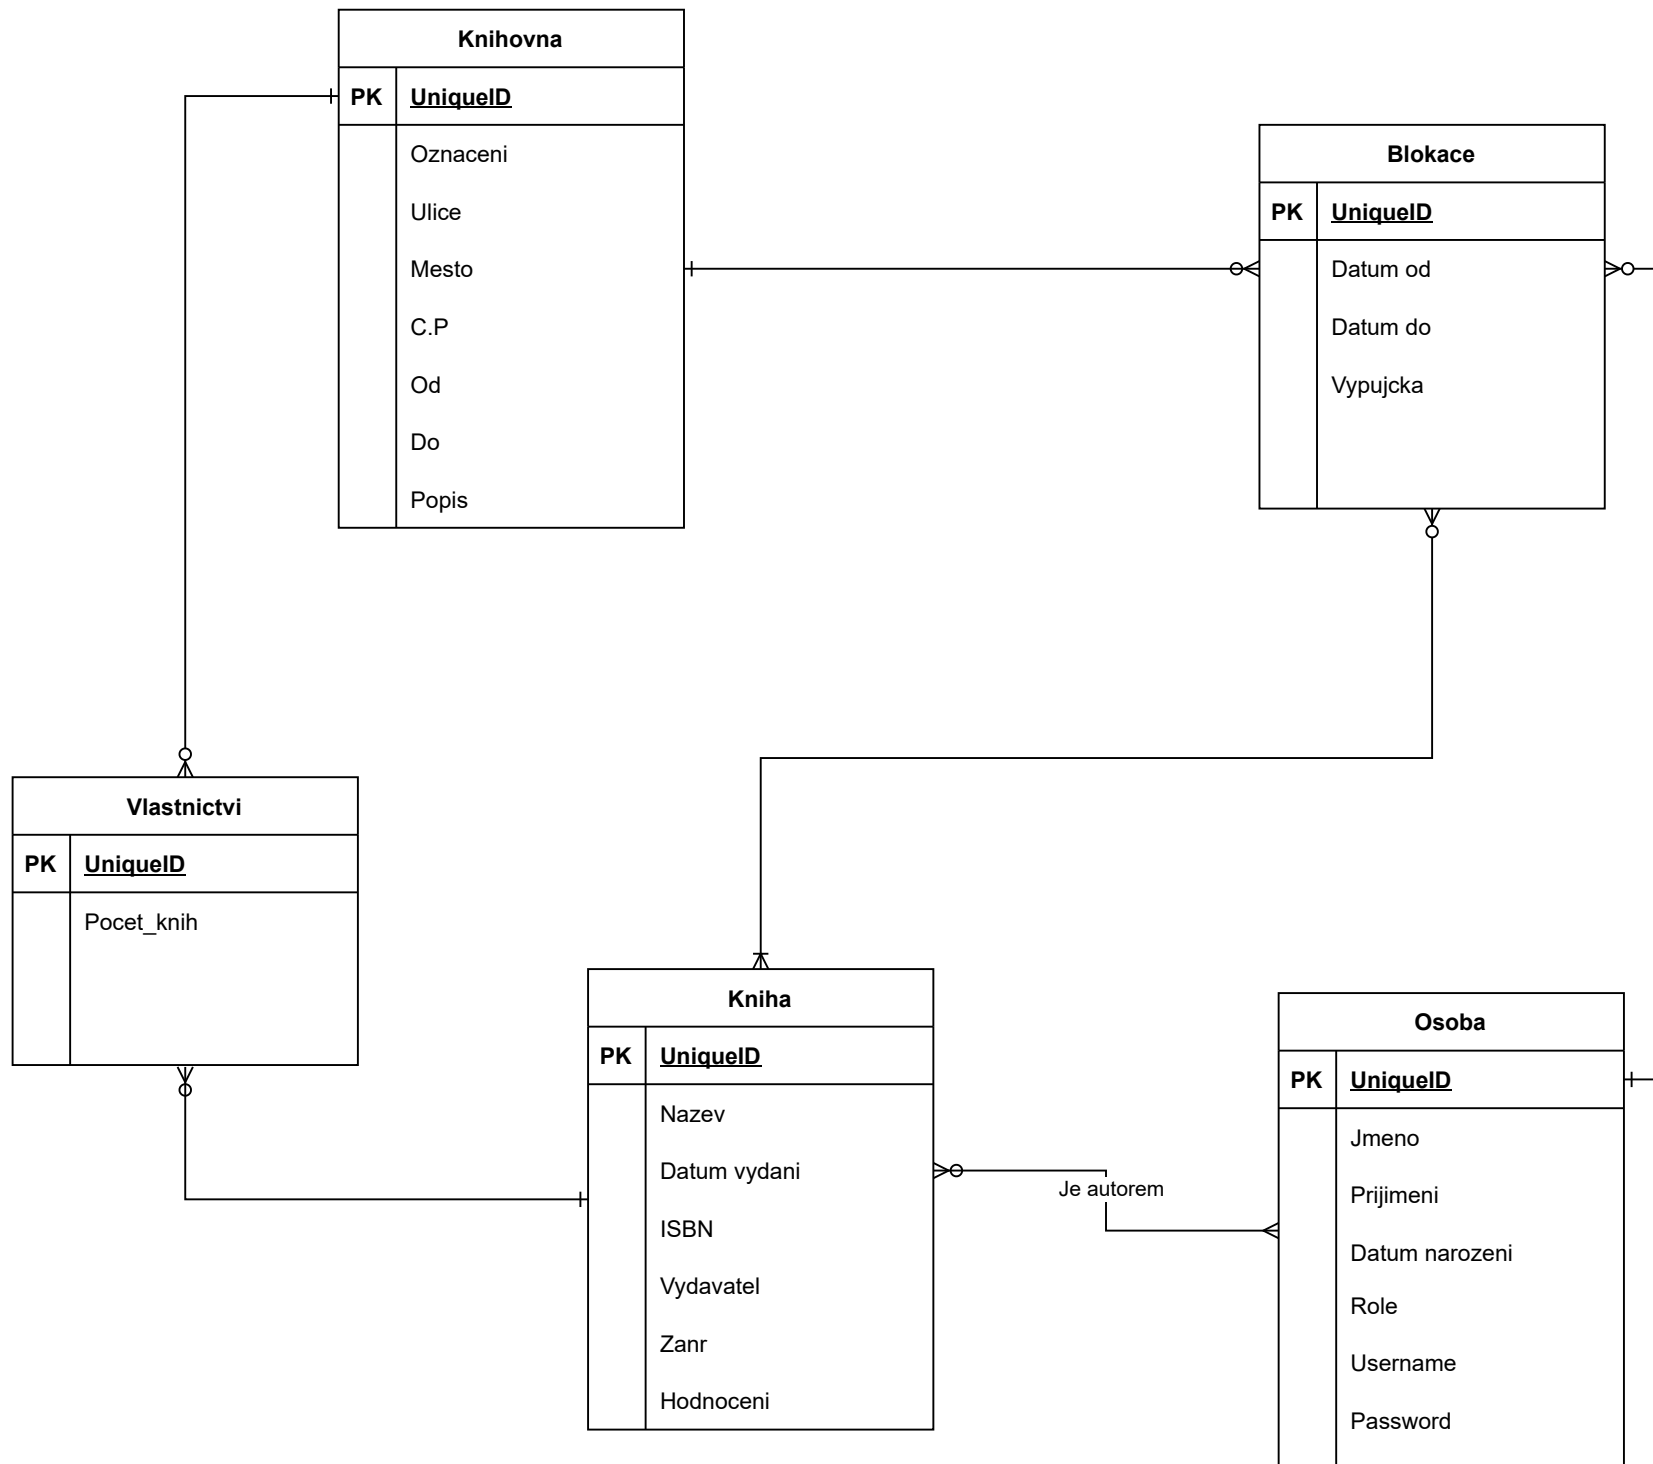 Knihovna
PK UniqueID
Oznaceni
Ulice
Mesto
C.P
Od
Do
Popis
Blokace
PK UniqueID
Datum od
Datum do
Vypujcka
Vlastnictvi
PK UniqueID
Pocet_knih
Kniha
PK UniqueID
Nazev
Datum vydani
ISBN
Vydavatel
Zanr
Hodnoceni
Je autorem
Osoba
PK UniqueID
Jmeno
Prijimeni
Datum narozeni
Role
Username
Password